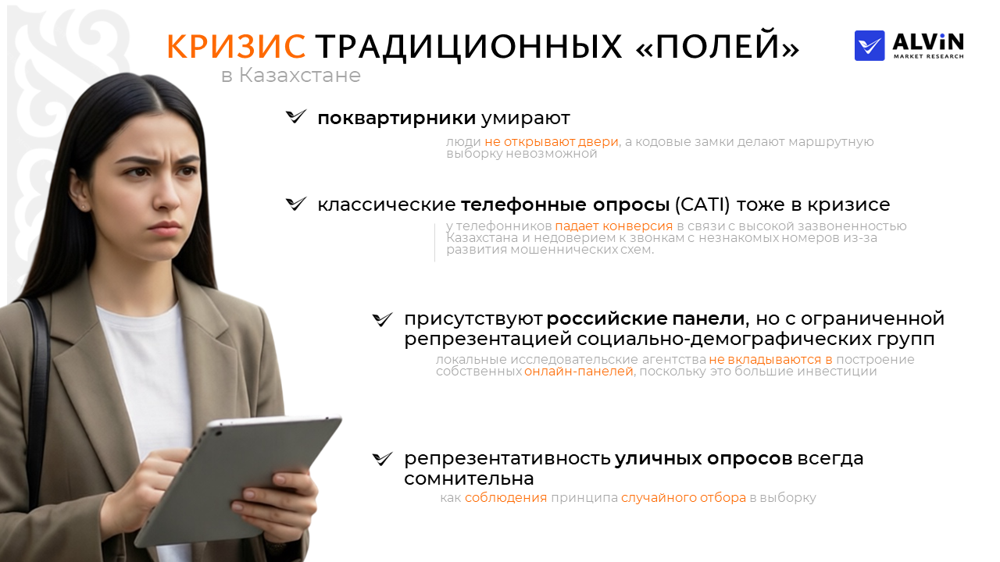 КРИЗИС ТРАДИЦИОННЫХ «ПОЛЕЙ»
в Казахстане
ALViN
MARKET RESEARCH
поквартирники умирают
люди не открывают двери, а кодовые замки делают маршрутную
выборку невозможной
классические телефонные опросы (CATI) тоже в кризисе
у телефонников падает конверсия в связи с высокой зазвоненностью
Казахстана и недоверием к звонкам с незнакомых номеров из-за
развития мошеннических схем.
присутствуют российские панели, но с ограниченной
репрезентацией социально-демографических групп
локальные исследовательские агентства не вкладываются в построение
собственных онлайн-панелей, поскольку это большие инвестиции
репрезентативность уличных опросов всегда
сомнительна
как соблюдения принципа случайного отбора в выборку